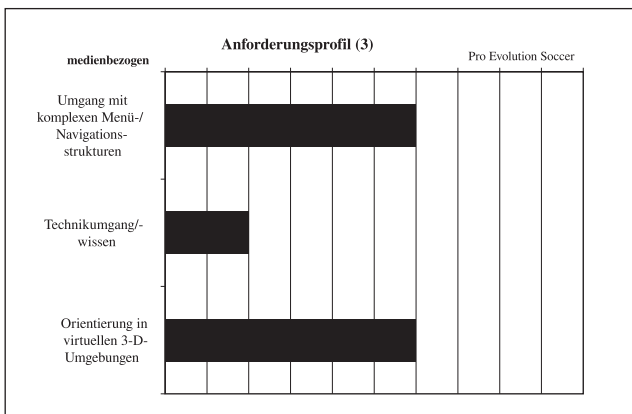 Anforderungsprofil (3)
medienbezogen
Pro Evolution Soccer
Umgang mit
komplexen Menü-/
Navigations-
strukturen
Technikumgang/-
wissen
Orientierung in
virtuellen 3-D-
Umgebungen